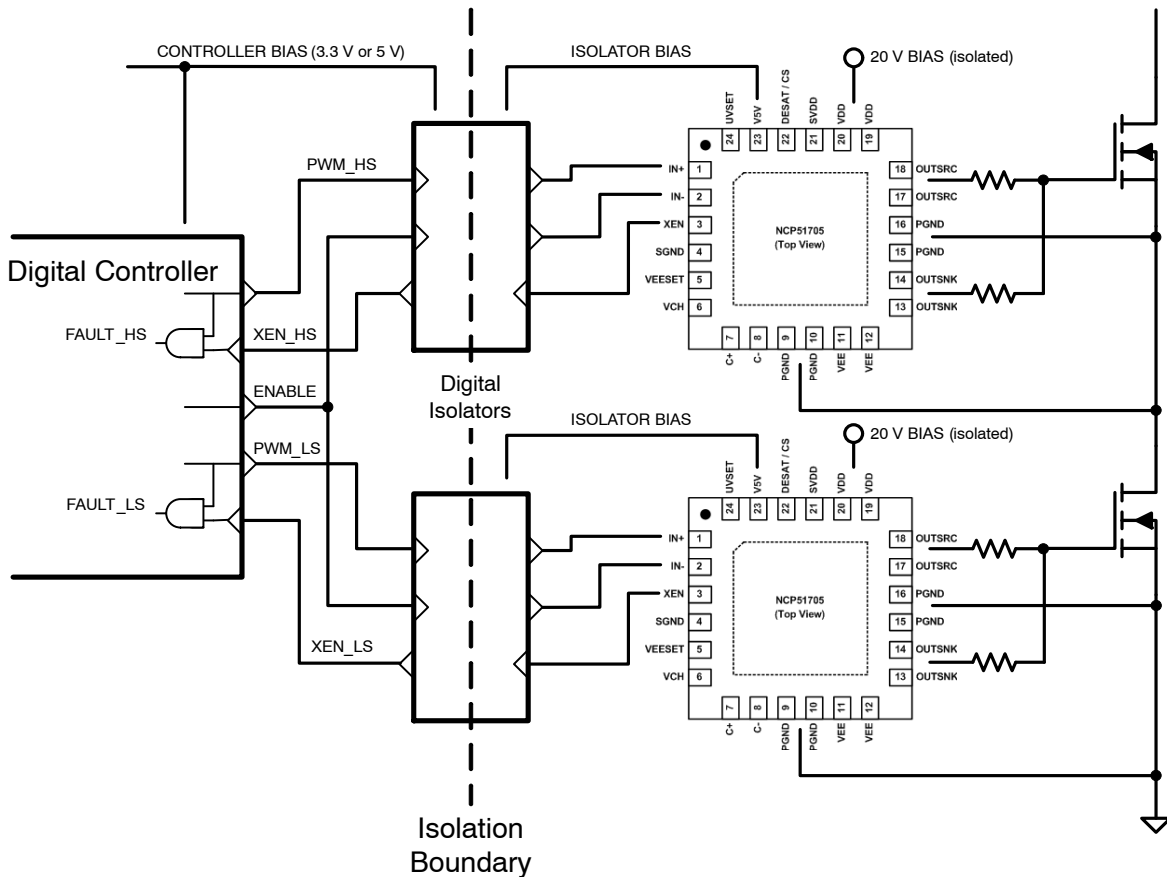 CONTROLLER BIAS (3.3 V or 5 V)
ISOLATOR BIAS
20 V BIAS (isolated)
UVSET
V5V
DESAT / CS
SVDD
VDD
VDD
24
23
22
21
20
19
PWM_HS
IN+
1
18
OUTSRC
IN-
2
17
OUTSRC
XEN
3
NCP51705
(Top View)
16
PGND
SGND
4
15
PGND
VEESET
5
14
OUTSNK
VCH
6
13
OUTSNK
7
8
9
10
11
12
C+
C-
PGND
PGND
VEE
VEE
Digital Controller
FAULT_HS
XEN_HS
ENABLE
PWM_LS
FAULT_LS
XEN_LS
Digital
Isolators
ISOLATOR BIAS
20 V BIAS (isolated)
UVSET
V5V
DESAT / CS
SVDD
VDD
VDD
24
23
22
21
20
19
IN+
1
18
OUTSRC
IN-
2
17
OUTSRC
XEN
3
NCP51705
(Top View)
16
PGND
SGND
4
15
PGND
VEESET
5
14
OUTSNK
VCH
6
13
OUTSNK
7
8
9
10
11
12
C+
C-
PGND
PGND
VEE
VEE
Isolation
Boundary